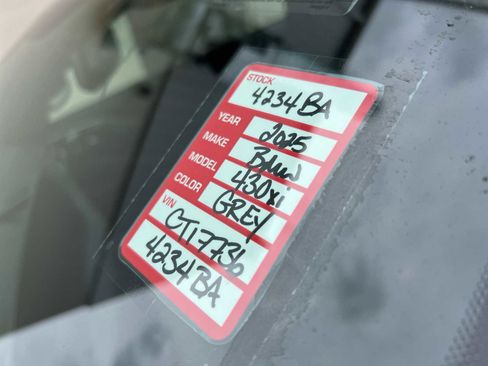 STOCK
4234BA
YEAR 2025
MAKE BMW
MODEL 430xi
COLOR GREY
VIN
CT17736
4234BA